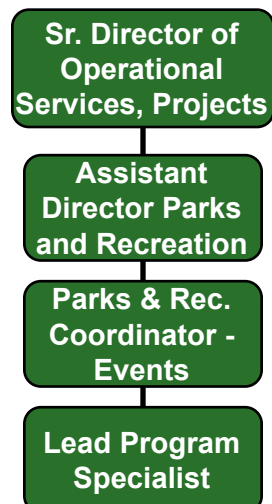 Sr. Director of
Operational
Services, Projects
Assistant
Director Parks
and Recreation
Parks & Rec.
Coordinator -
Events
Lead Program
Specialist